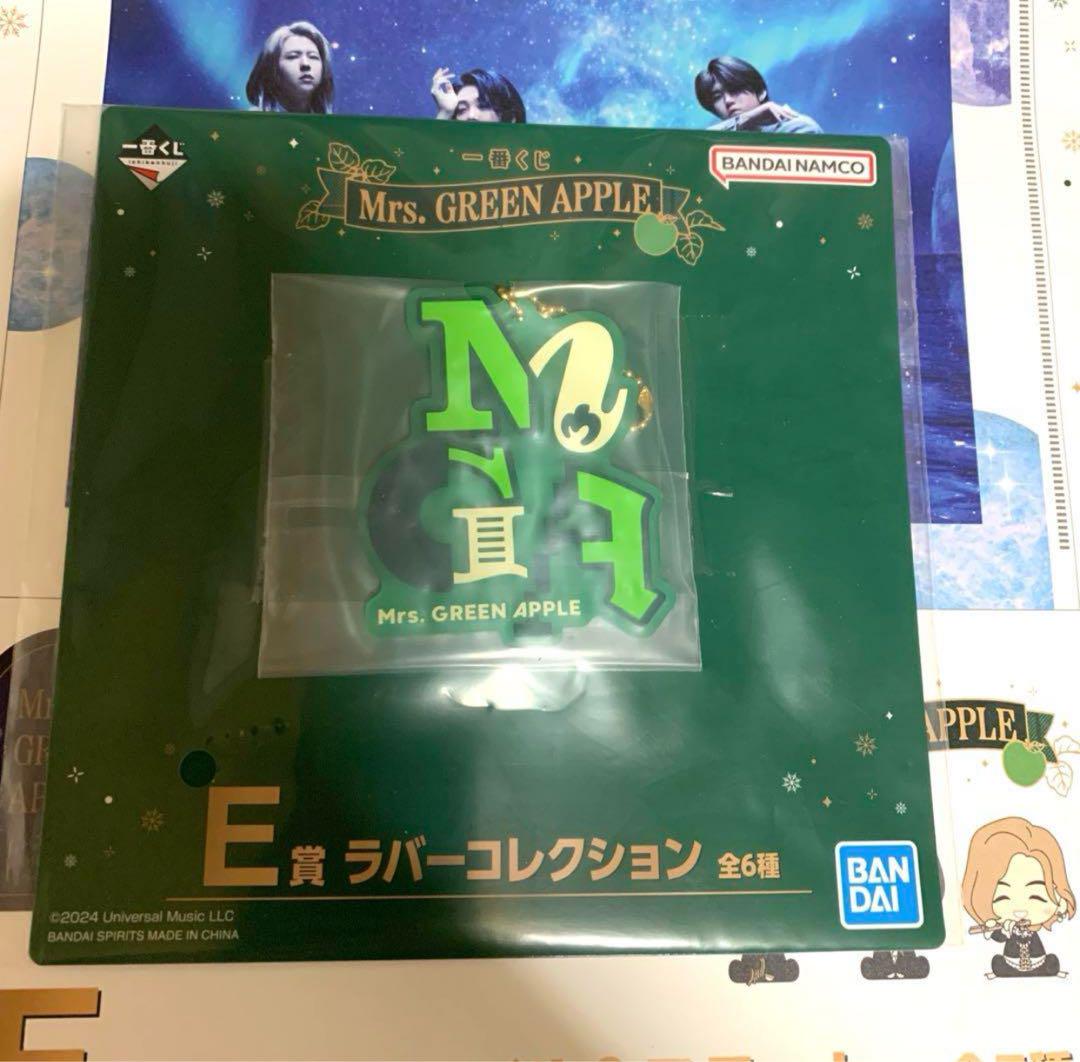 一番くじ
ichibankuji
一番くじ
Mrs. GREEN APPLE
BANDAI NAMCO
Mrs. GREEN APPLE
APPLE
E賞 ラバーコレクション 全6種
BAN
DAI
©2024 Universal Music LLC
BANDAI SPIRITS MADE IN CHINA